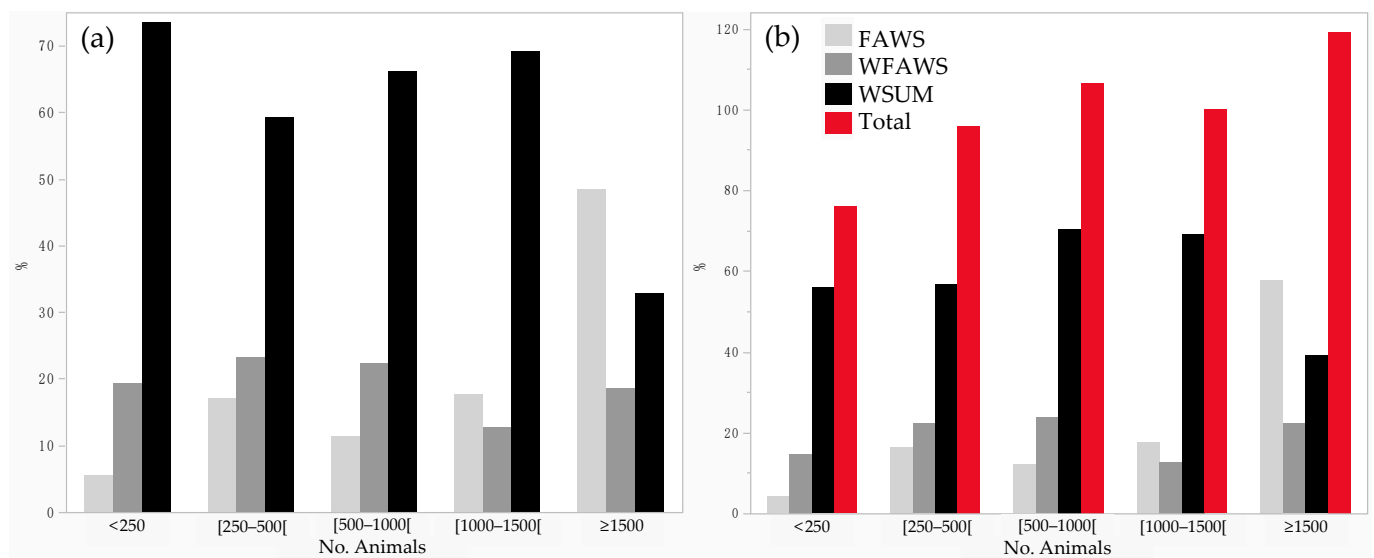 (a)
70
60
50
40
30
20
10
0
%
<250 [250–500[ [500–1000[ [1000–1500[ ≥1500
No. Animals
(b)
FAWS
WFAWS
WSUM
Total
120
100
80
60
40
20
0
%
<250 [250–500[ [500–1000[ [1000–1500[ ≥1500
No. Animals